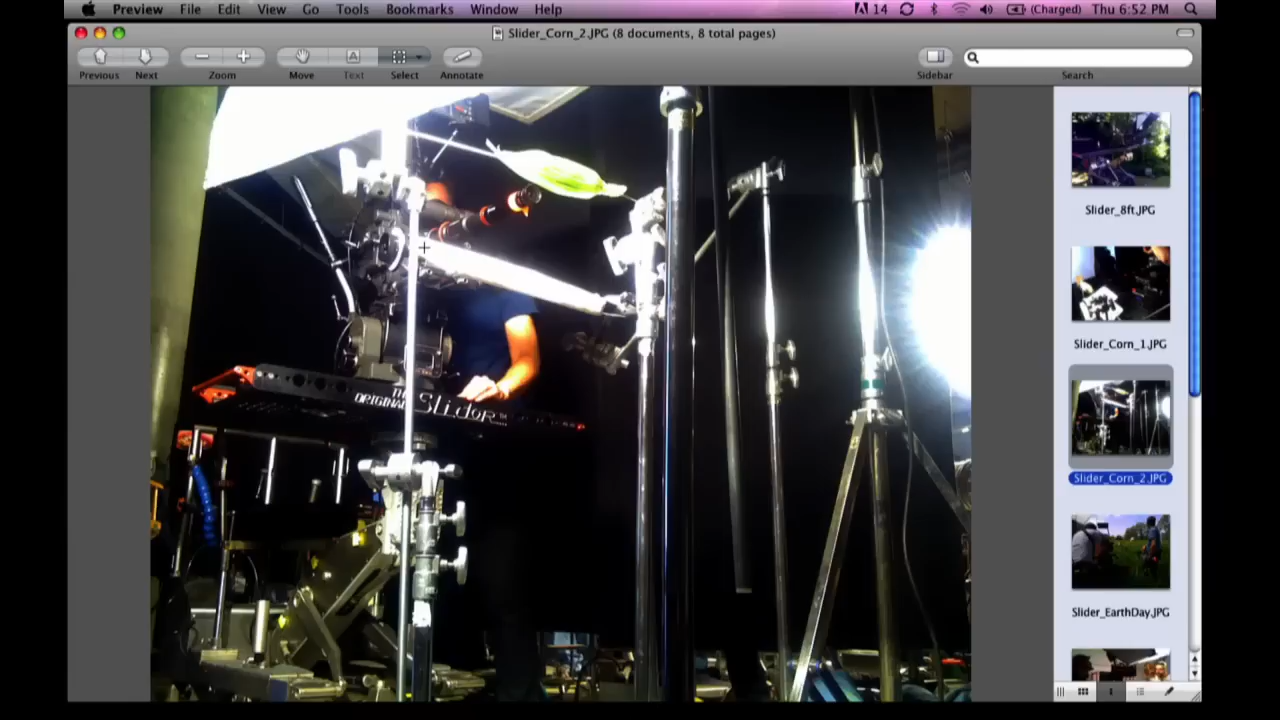 Preview File Edit View Go Tools Bookmarks Window Help 14 (Charged) Thu 6:52 PM
Slider_Corn_2.JPG (8 documents, 8 total pages)
Previous Next Zoom Move Text Select Annotate Sidebar Search
Slider_8ft.JPG
Slider_Corn_1.JPG
Slider_Corn_2.JPG
Slider_EarthDay.JPG
THE
ORIGINAL Slider